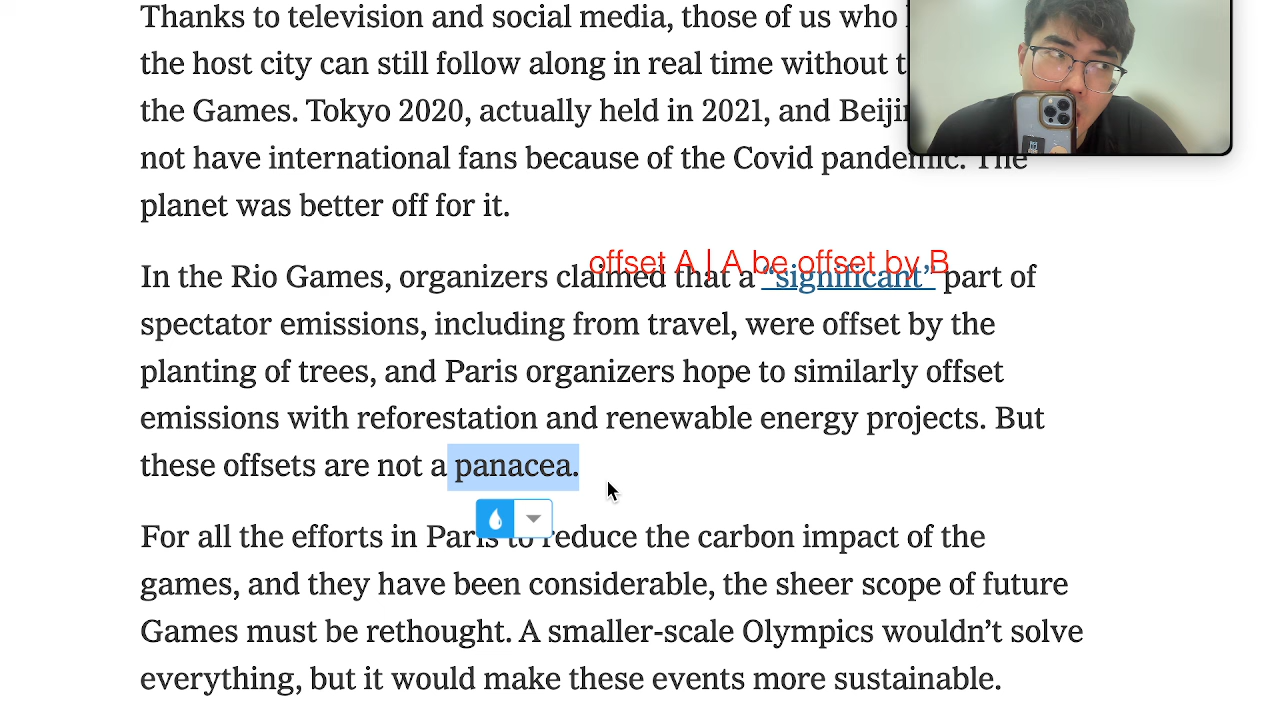 Thanks to television and social media, those of us who
the host city can still follow along in real time without
the Games. Tokyo 2020, actually held in 2021, and
not have international fans because of the Covid pandemic. The
planet was better off for it.
offset A | A be offset by B
In the Rio Games, organizers claimed that a “significant” part of
spectator emissions, including from travel, were offset by the
planting of trees, and Paris organizers hope to similarly offset
emissions with reforestation and renewable energy projects. But
these offsets are not a panacea.
For all the efforts in Paris to reduce the carbon impact of the
games, and they have been considerable, the sheer scope of future
Games must be rethought. A smaller-scale Olympics wouldn’t solve
everything, but it would make these events more sustainable.